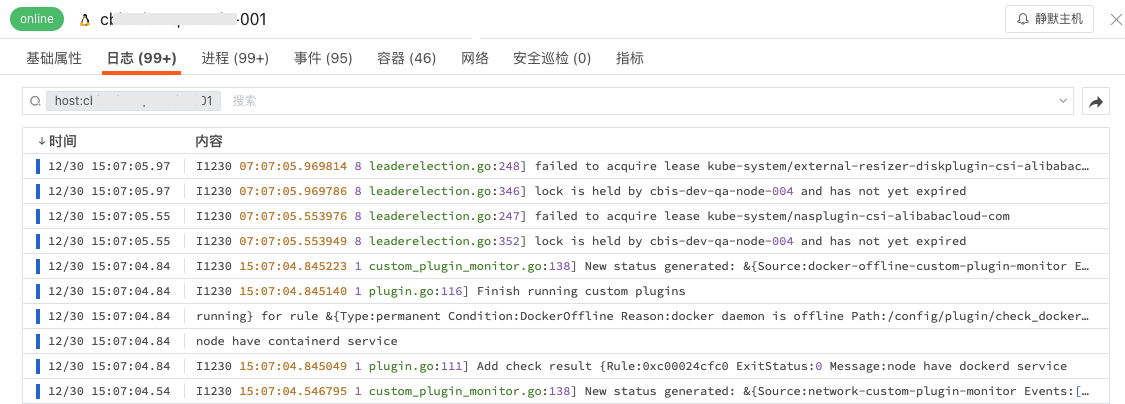 online -001 静默主机
基础属性 日志 (99+) 进程 (99+) 事件 (95) 容器 (46) 网络 安全巡检 (0) 指标
host:cl 01 搜索
时间 内容
12/30 15:07:05.97 I1230 07:07:05.969814 8 leaderelection.go:248] failed to acquire lease kube-system/external-resizer-diskplugin-csi-alibabac…
12/30 15:07:05.97 I1230 07:07:05.969786 8 leaderelection.go:346] lock is held by cbis-dev-qa-node-004 and has not yet expired
12/30 15:07:05.55 I1230 07:07:05.553976 8 leaderelection.go:247] failed to acquire lease kube-system/nasplugin-csi-alibabacloud-com
12/30 15:07:05.55 I1230 07:07:05.553949 8 leaderelection.go:352] lock is held by cbis-dev-qa-node-004 and has not yet expired
12/30 15:07:04.84 I1230 15:07:04.845223 1 custom_plugin_monitor.go:138] New status generated: &{Source:docker-offline-custom-plugin-monitor E…
12/30 15:07:04.84 I1230 15:07:04.845140 1 plugin.go:116] Finish running custom plugins
12/30 15:07:04.84 running} for rule &{Type:permanent Condition:DockerOffline Reason:docker daemon is offline Path:/config/plugin/check_docker…
12/30 15:07:04.84 node have containerd service
12/30 15:07:04.84 I1230 15:07:04.845049 1 plugin.go:111] Add check result {Rule:0xc00024cfc0 ExitStatus:0 Message:node have dockerd service
12/30 15:07:04.54 I1230 15:07:04.546795 1 custom_plugin_monitor.go:138] New status generated: &{Source:network-custom-plugin-monitor Events:[…